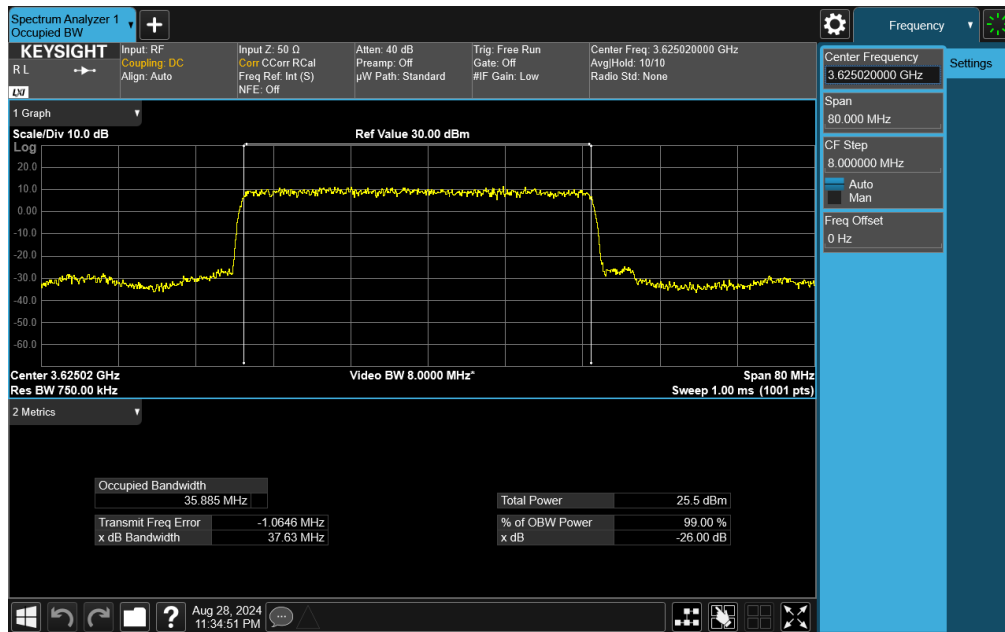 Spectrum Analyzer 1
Occupied BW
KEYSIGHT
R L
LXI
Input: RF
Coupling: DC
Align: Auto
Input Z: 50 Ω
Corr CCorr RCal
Freq Ref: Int (S)
NFE: Off
Atten: 40 dB
Preamp: Off
µW Path: Standard
Trig: Free Run
Gate: Off
#IF Gain: Low
Center Freq: 3.625020000 GHz
Avg|Hold: 10/10
Radio Std: None
1 Graph
Scale/Div 10.0 dB
Ref Value 30.00 dBm
Log
20.0
10.0
0.00
-10.0
-20.0
-30.0
-40.0
-50.0
-60.0
Center 3.62502 GHz
Video BW 8.0000 MHz*
Span 80 MHz
Res BW 750.00 kHz
Sweep 1.00 ms (1001 pts)
2 Metrics
Occupied Bandwidth
35.885 MHz
Total Power 25.5 dBm
Transmit Freq Error -1.0646 MHz
% of OBW Power 99.00 %
x dB Bandwidth 37.63 MHz
x dB -26.00 dB
Frequency
Settings
Center Frequency
3.625020000 GHz
Span
80.000 MHz
CF Step
8.000000 MHz
Auto
Man
Freq Offset
0 Hz
?
Aug 28, 2024
11:34:51 PM